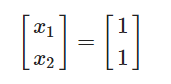 [x₁] = [1]
[x₂]   [1]